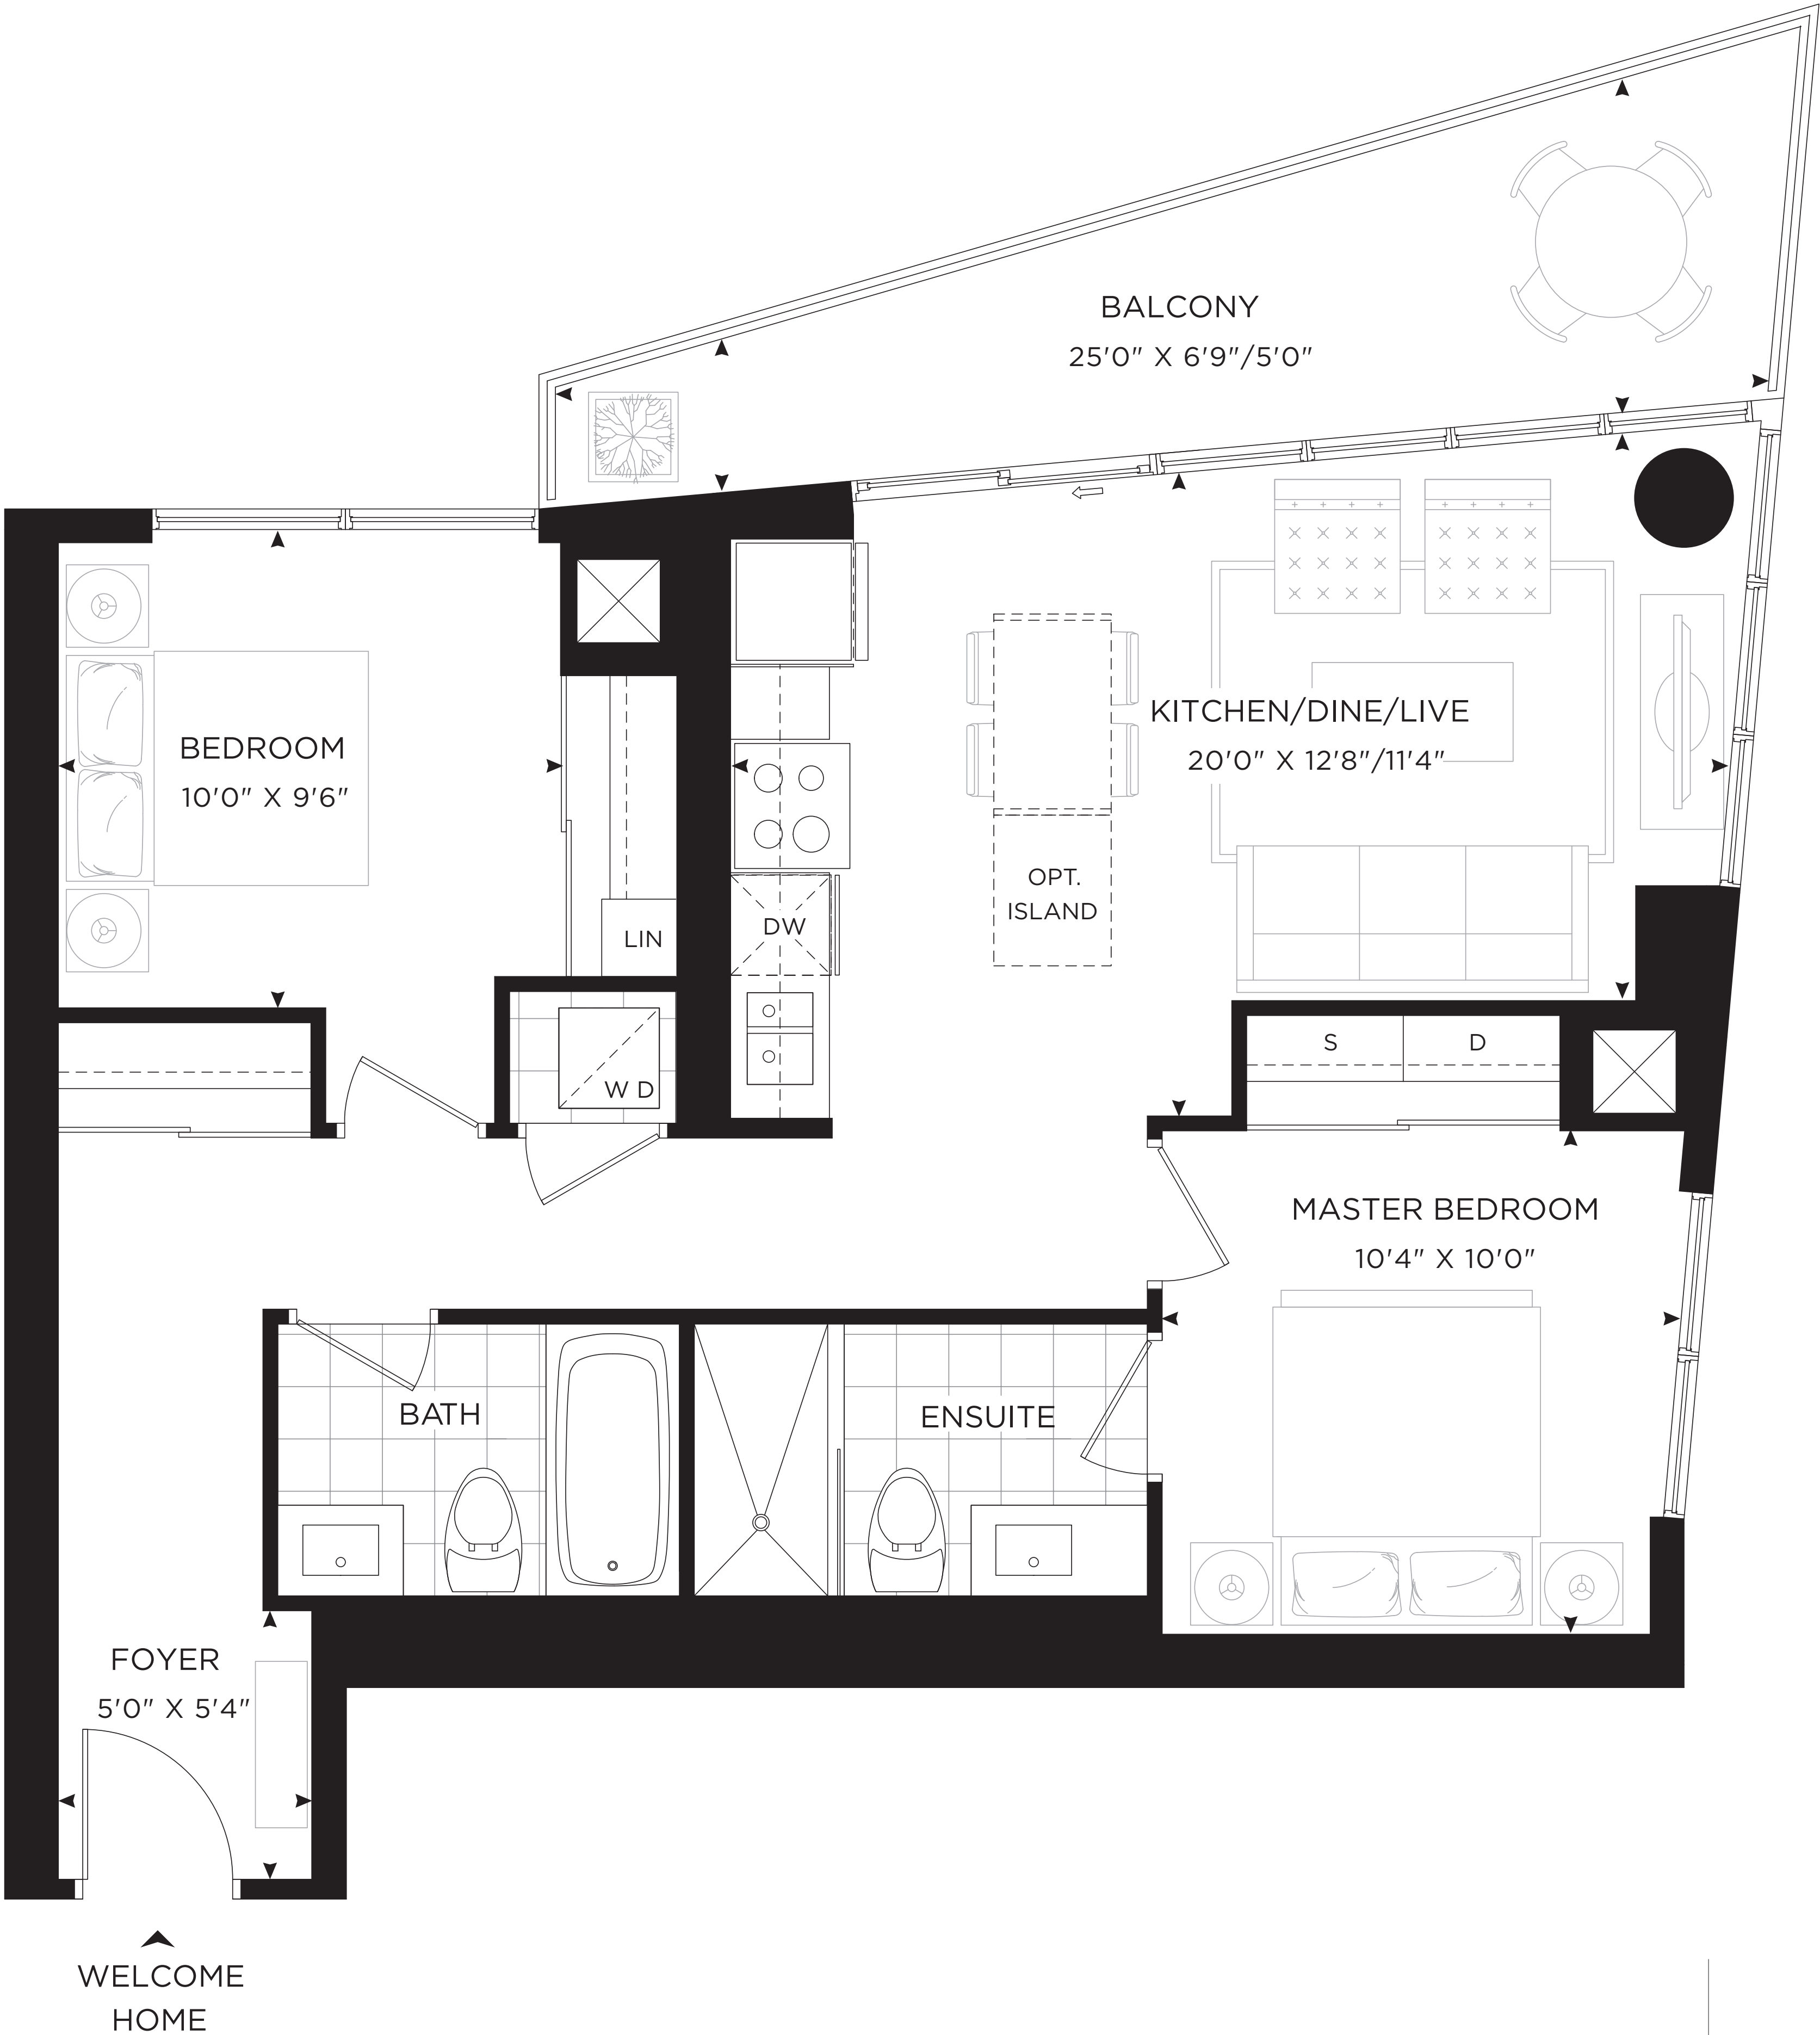 BALCONY
25'0" X 6'9"/5'0"
KITCHEN/DINE/LIVE
20'0" X 12'8"/11'4"
BEDROOM
10'0" X 9'6"
OPT.
ISLAND
LIN
DW
W D
S
D
MASTER BEDROOM
10'4" X 10'0"
BATH
ENSUITE
FOYER
5'0" X 5'4"
WELCOME
HOME